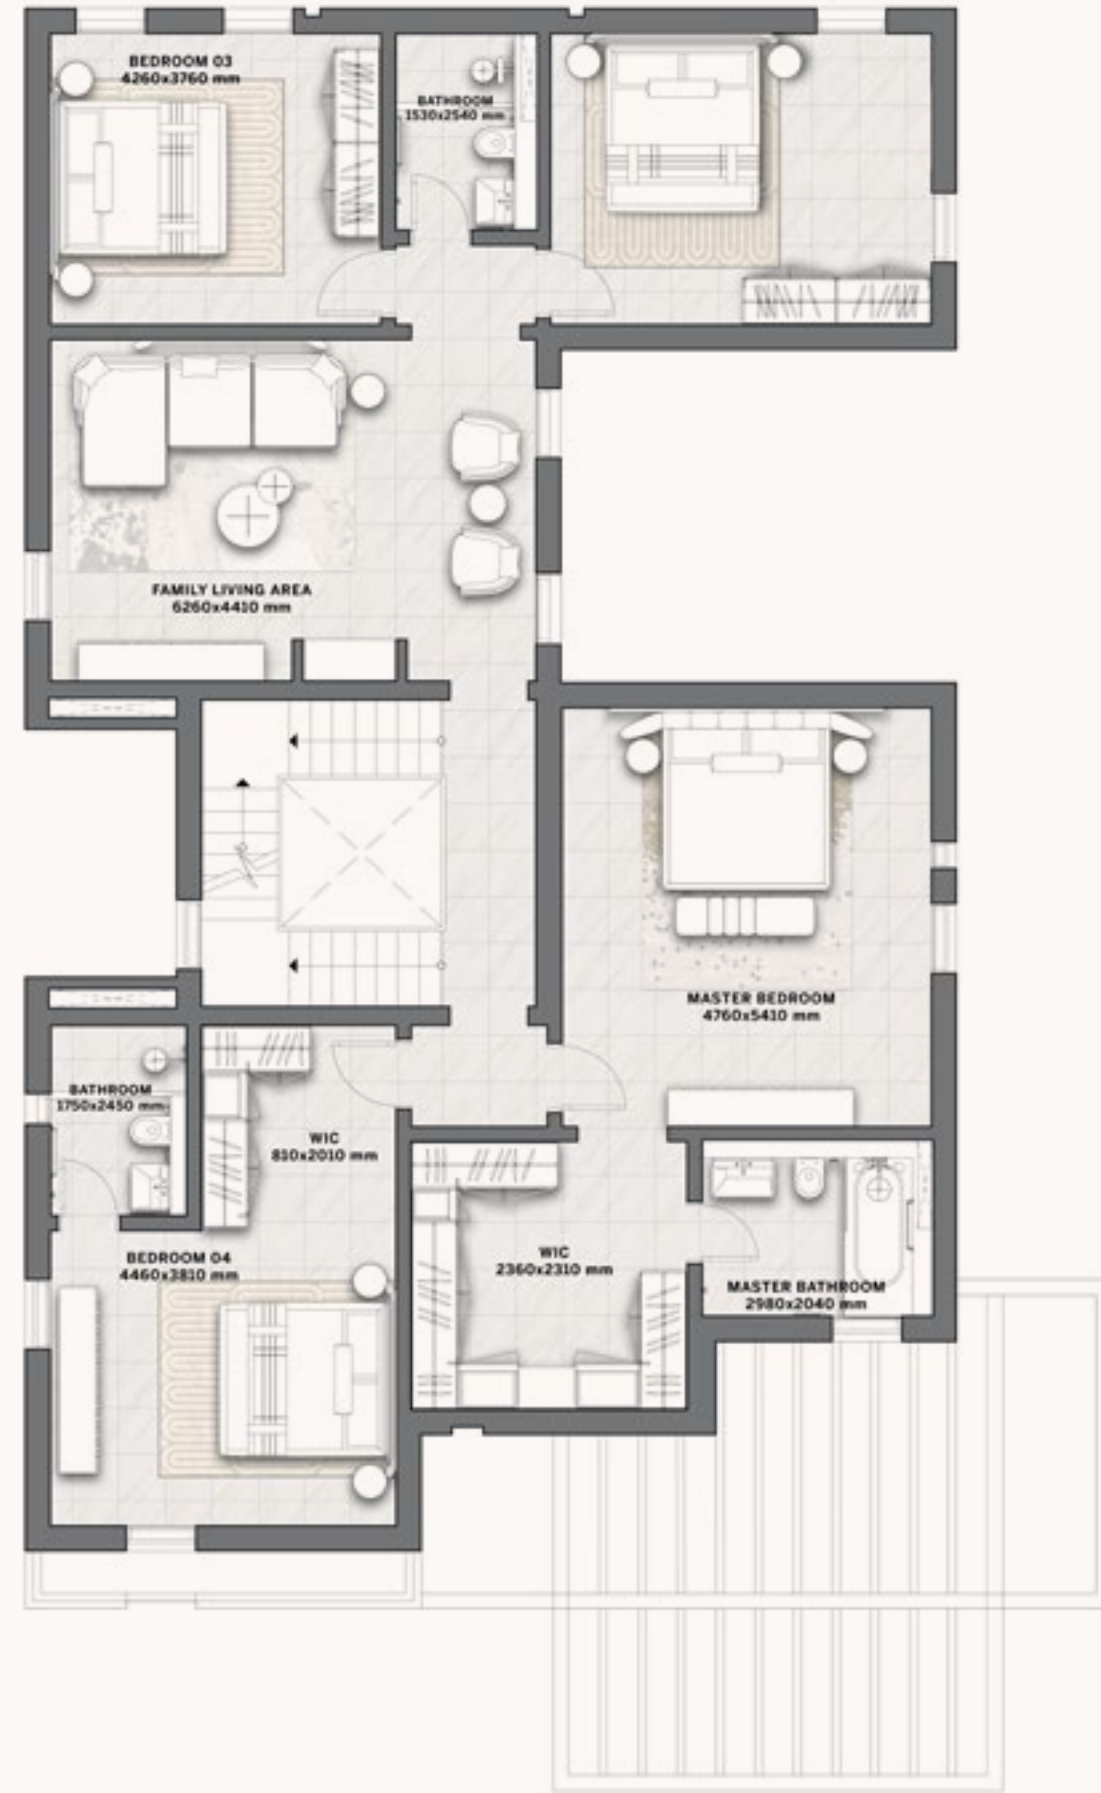 BEDROOM 03
4260x3760 mm
BATHROOM
1530x2540 mm
FAMILY LIVING AREA
6260x4410 mm
MASTER BEDROOM
4760x5410 mm
BATHROOM
1750x2450 mm
WIC
810x2010 mm
BEDROOM 04
4460x3810 mm
WIC
2360x2310 mm
MASTER BATHROOM
2980x2040 mm